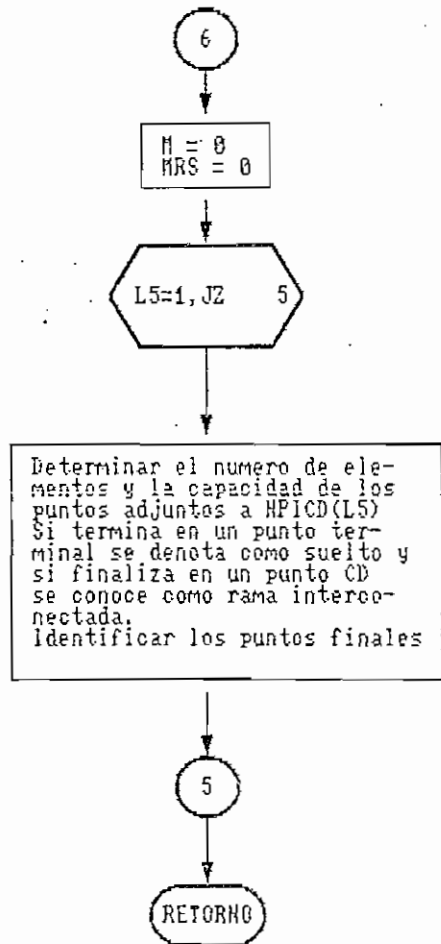 6
M = 0
MRS = 0
L5=1,JZ 5
Determinar el numero de ele-
mentos y la capacidad de los
puntos adjuntos a NPICD(L5)
Si termina en un punto ter-
minal se denota como suelto y
si finaliza en un punto CD
se conoce como rama interco-
nectada.
Identificar los puntos finales
5
RETORNO